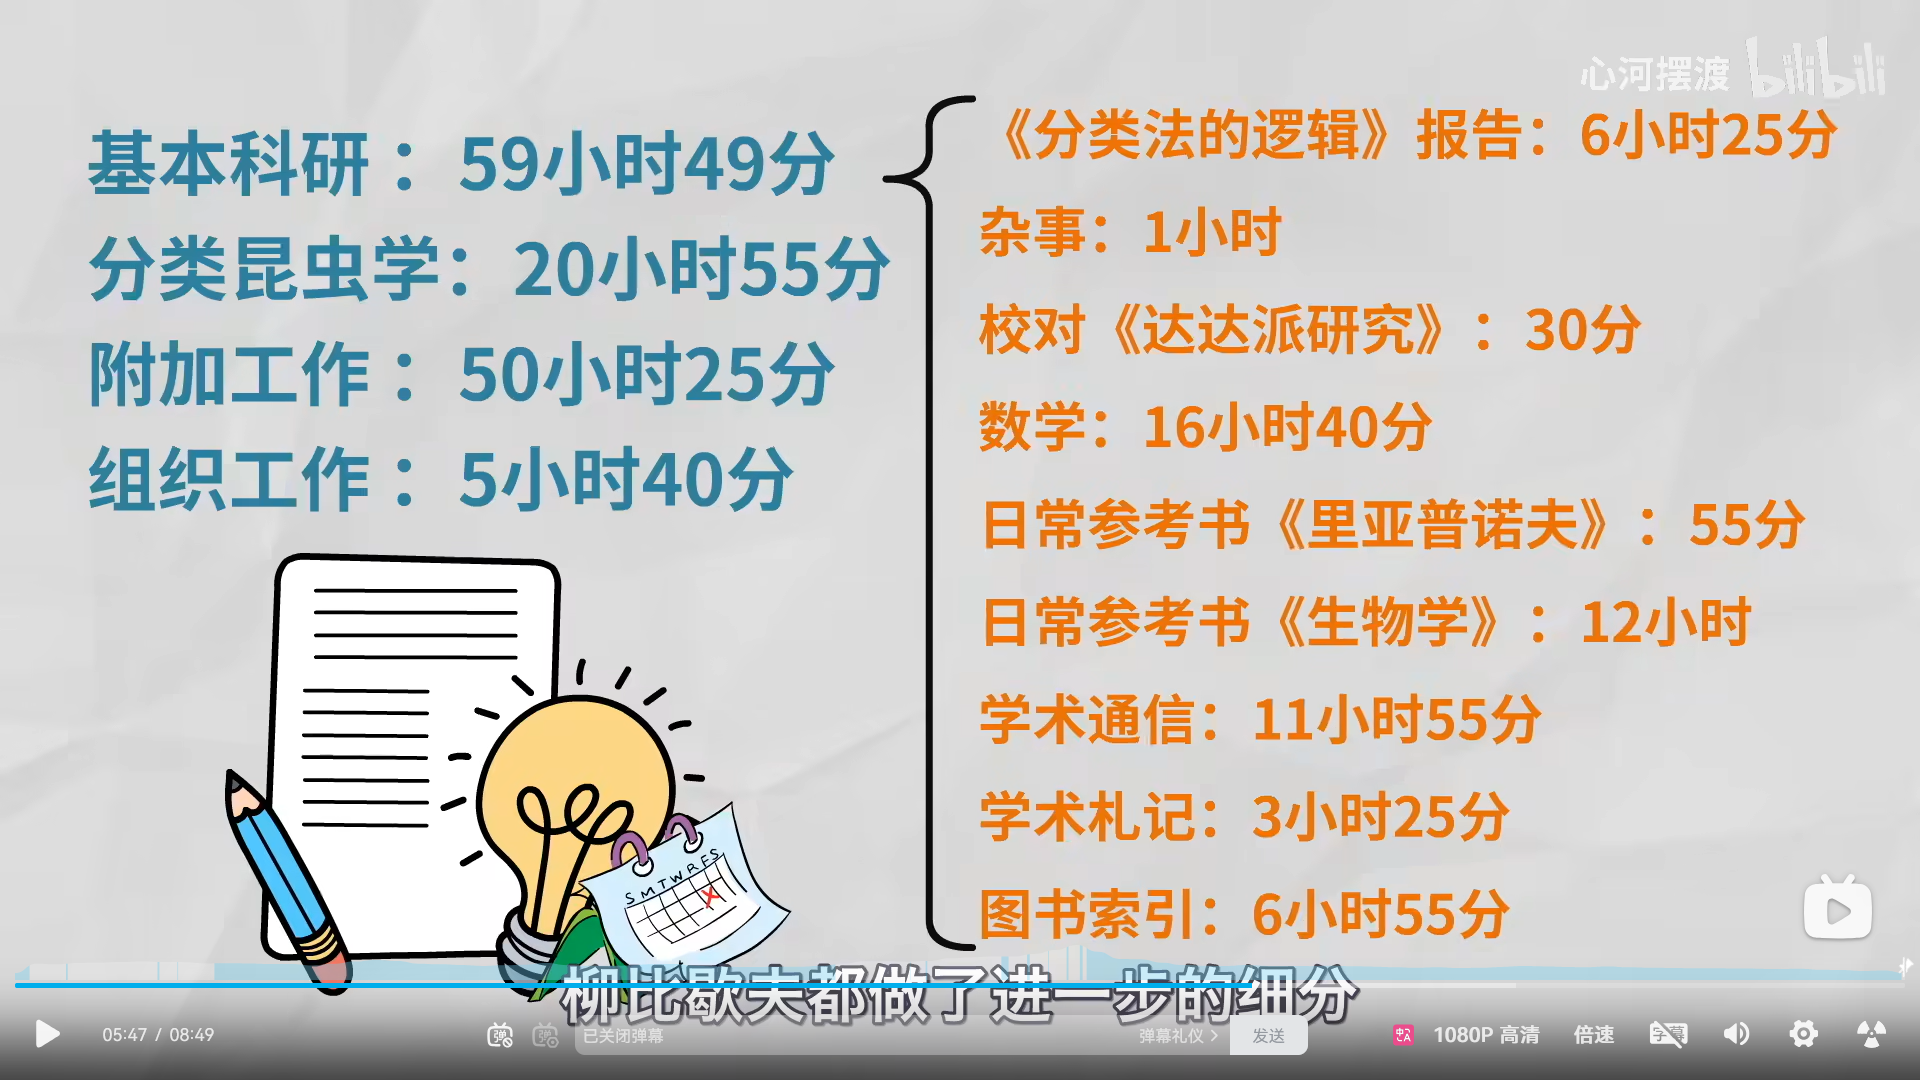 心河摆渡 bilibili
基本科研 ：59小时49分
分类昆虫学：20小时55分
附加工作 ：50小时25分
组织工作 ：5小时40分
《分类法的逻辑》报告：6小时25分
杂事：1小时
校对《达达派研究》：30分
数学：16小时40分
日常参考书《里亚普诺夫》：55分
日常参考书《生物学》：12小时
学术通信：11小时55分
学术札记：3小时25分
图书索引：6小时55分
S M T W R F S
柳比歇夫都做了进一步的细分
05:47 / 08:49
弹
弹
已关闭弹幕
弹幕礼仪 >
发送
中A
1080P 高清
倍速
字幕